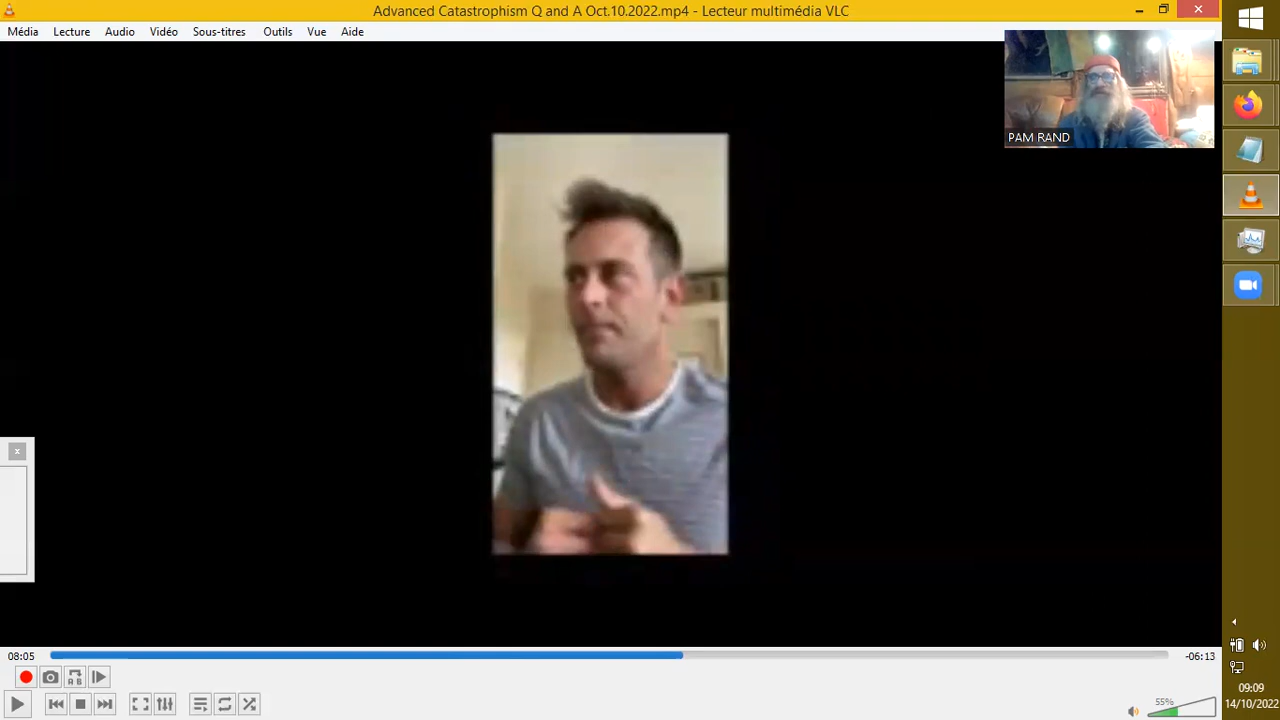 Advanced Catastrophism Q and A Oct.10.2022.mp4 - Lecteur multimédia VLC
Média Lecture Audio Vidéo Sous-titres Outils Vue Aide
PAM RAND
08:05
-06:13
55%
09:09
14/10/2022